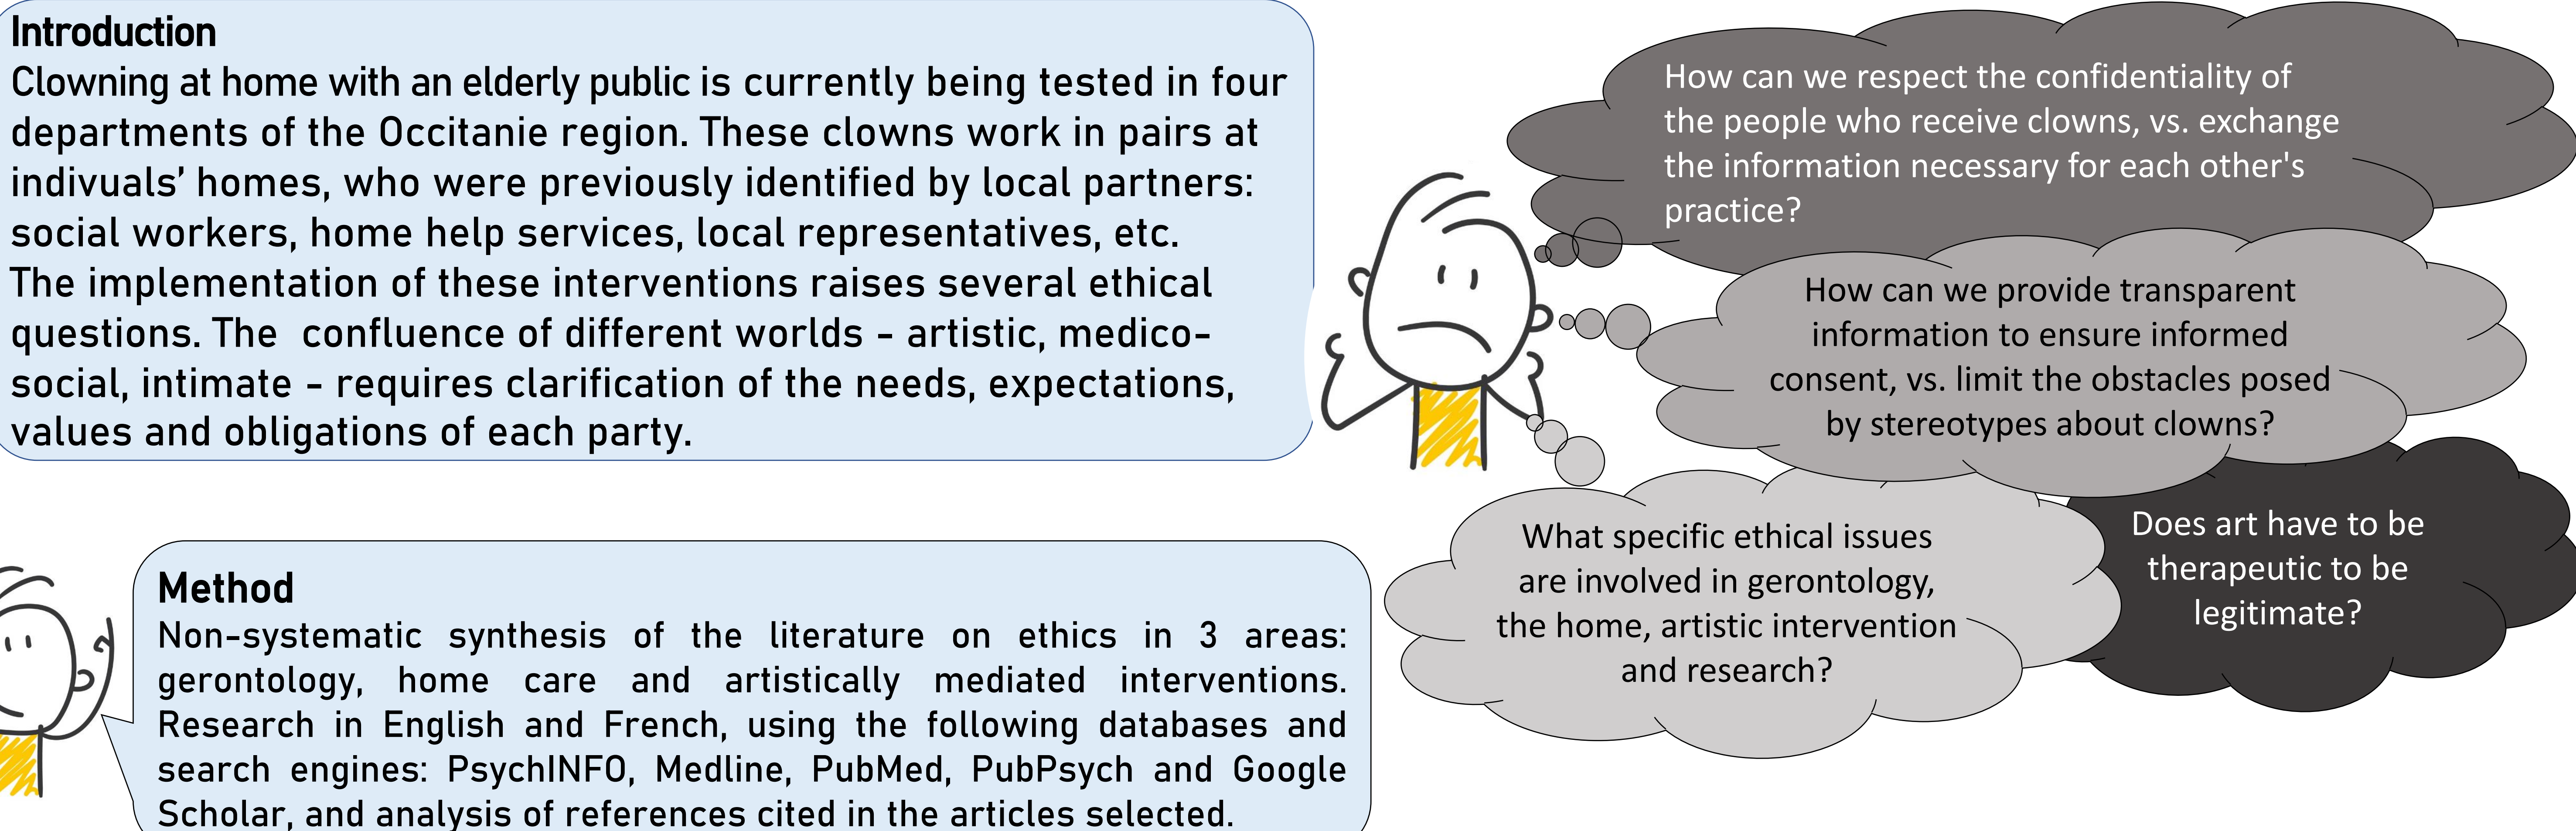 Introduction
Clowning at home with an elderly public is currently being tested in four
departments of the Occitanie region. These clowns work in pairs at
indivuals’ homes, who were previously identified by local partners:
social workers, home help services, local representatives, etc.
The implementation of these interventions raises several ethical
questions. The  confluence of different worlds - artistic, medico-
social, intimate - requires clarification of the needs, expectations,
values and obligations of each party.
How can we respect the confidentiality of
the people who receive clowns, vs. exchange
the information necessary for each other's
practice?
How can we provide transparent
information to ensure informed
consent, vs. limit the obstacles posed
by stereotypes about clowns?
What specific ethical issues
are involved in gerontology,
the home, artistic intervention
and research?
Does art have to be
therapeutic to be
legitimate?
Method
Non-systematic synthesis of the literature on ethics in 3 areas:
gerontology, home care and artistically mediated interventions.
Research in English and French, using the following databases and
search engines: PsychINFO, Medline, PubMed, PubPsych and Google
Scholar, and analysis of references cited in the articles selected.